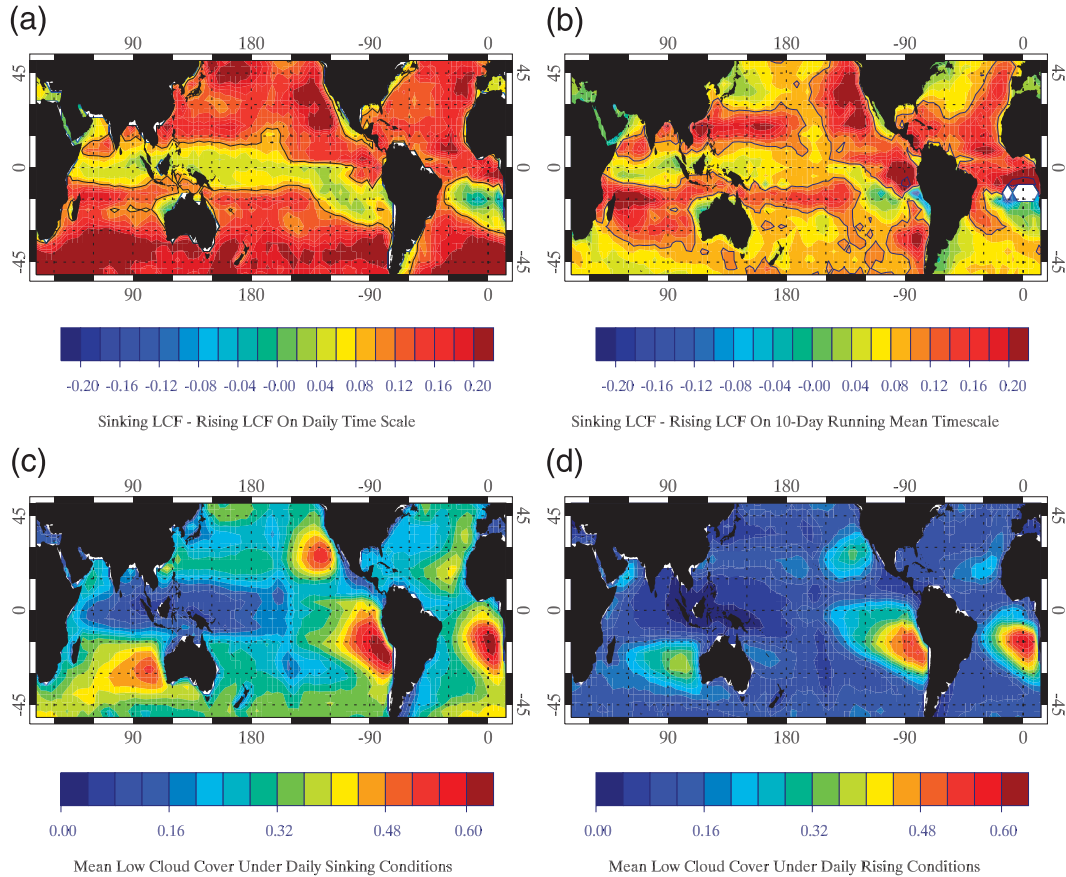 (a)
90 180 -90 0
45 45
0 0
-45 -45
90 180 -90 0
-0.20 -0.16 -0.12 -0.08 -0.04 -0.00 0.04 0.08 0.12 0.16 0.20
Sinking LCF - Rising LCF On Daily Time Scale
(b)
90 180 -90 0
45 45
0 0
-45 -45
90 180 -90 0
-0.20 -0.16 -0.12 -0.08 -0.04 -0.00 0.04 0.08 0.12 0.16 0.20
Sinking LCF - Rising LCF On 10-Day Running Mean Timescale
(c)
90 180 -90 0
45 45
0 0
-45 -45
90 180 -90 0
0.00 0.16 0.32 0.48 0.60
Mean Low Cloud Cover Under Daily Sinking Conditions
(d)
90 180 -90 0
45 45
0 0
-45 -45
90 180 -90 0
0.00 0.16 0.32 0.48 0.60
Mean Low Cloud Cover Under Daily Rising Conditions